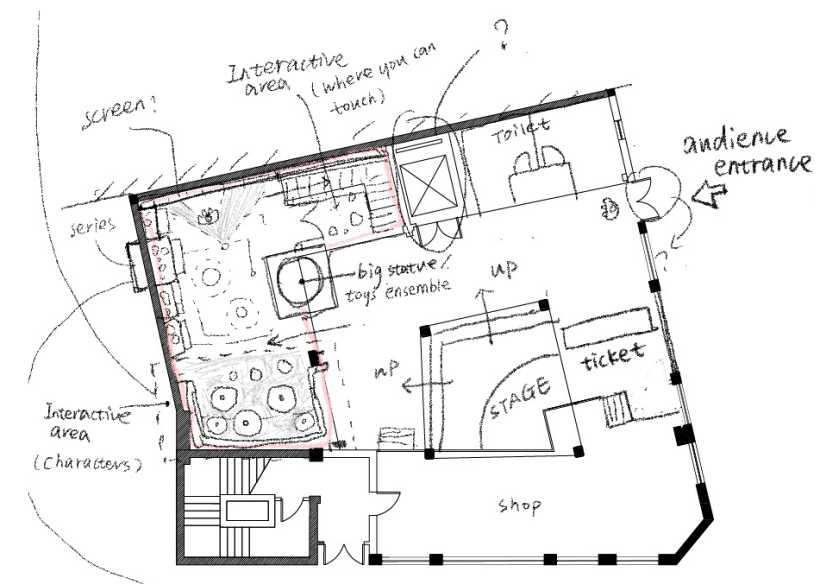 ?
Interactive
area (where you can
touch)
screen?
Toilet
audience
entrance
series
?
big statue/
toys ensemble
up
up
STAGE
ticket
Interactive
area
(characters)
shop